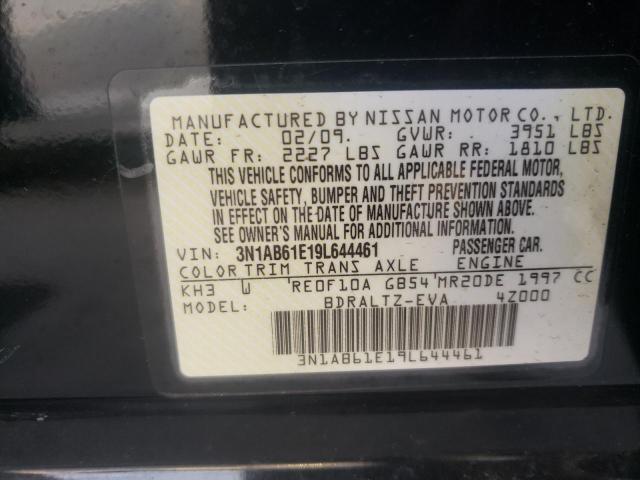 MANUFACTURED BY NISSAN MOTOR CO., LTD.
DATE: 02/09. GVWR: 3951 LBS
GAWR FR: 2227 LBS GAWR RR: 1810 LBS
THIS VEHICLE CONFORMS TO ALL APPLICABLE FEDERAL MOTOR,
VEHICLE SAFETY, BUMPER AND THEFT PREVENTION STANDARDS
IN EFFECT ON THE DATE OF MANUFACTURE SHOWN ABOVE.
SEE OWNER'S MANUAL FOR ADDITIONAL INFORMATION.
VIN: 3N1AB61E19L644461 PASSENGER CAR.
COLOR TRIM TRANS AXLE ENGINE
KH3 W 'RE0F10A GB54'MR20DE 1997 CC
MODEL: BDRALTZ-EVA 4Z000
3N1AB61E19L644461